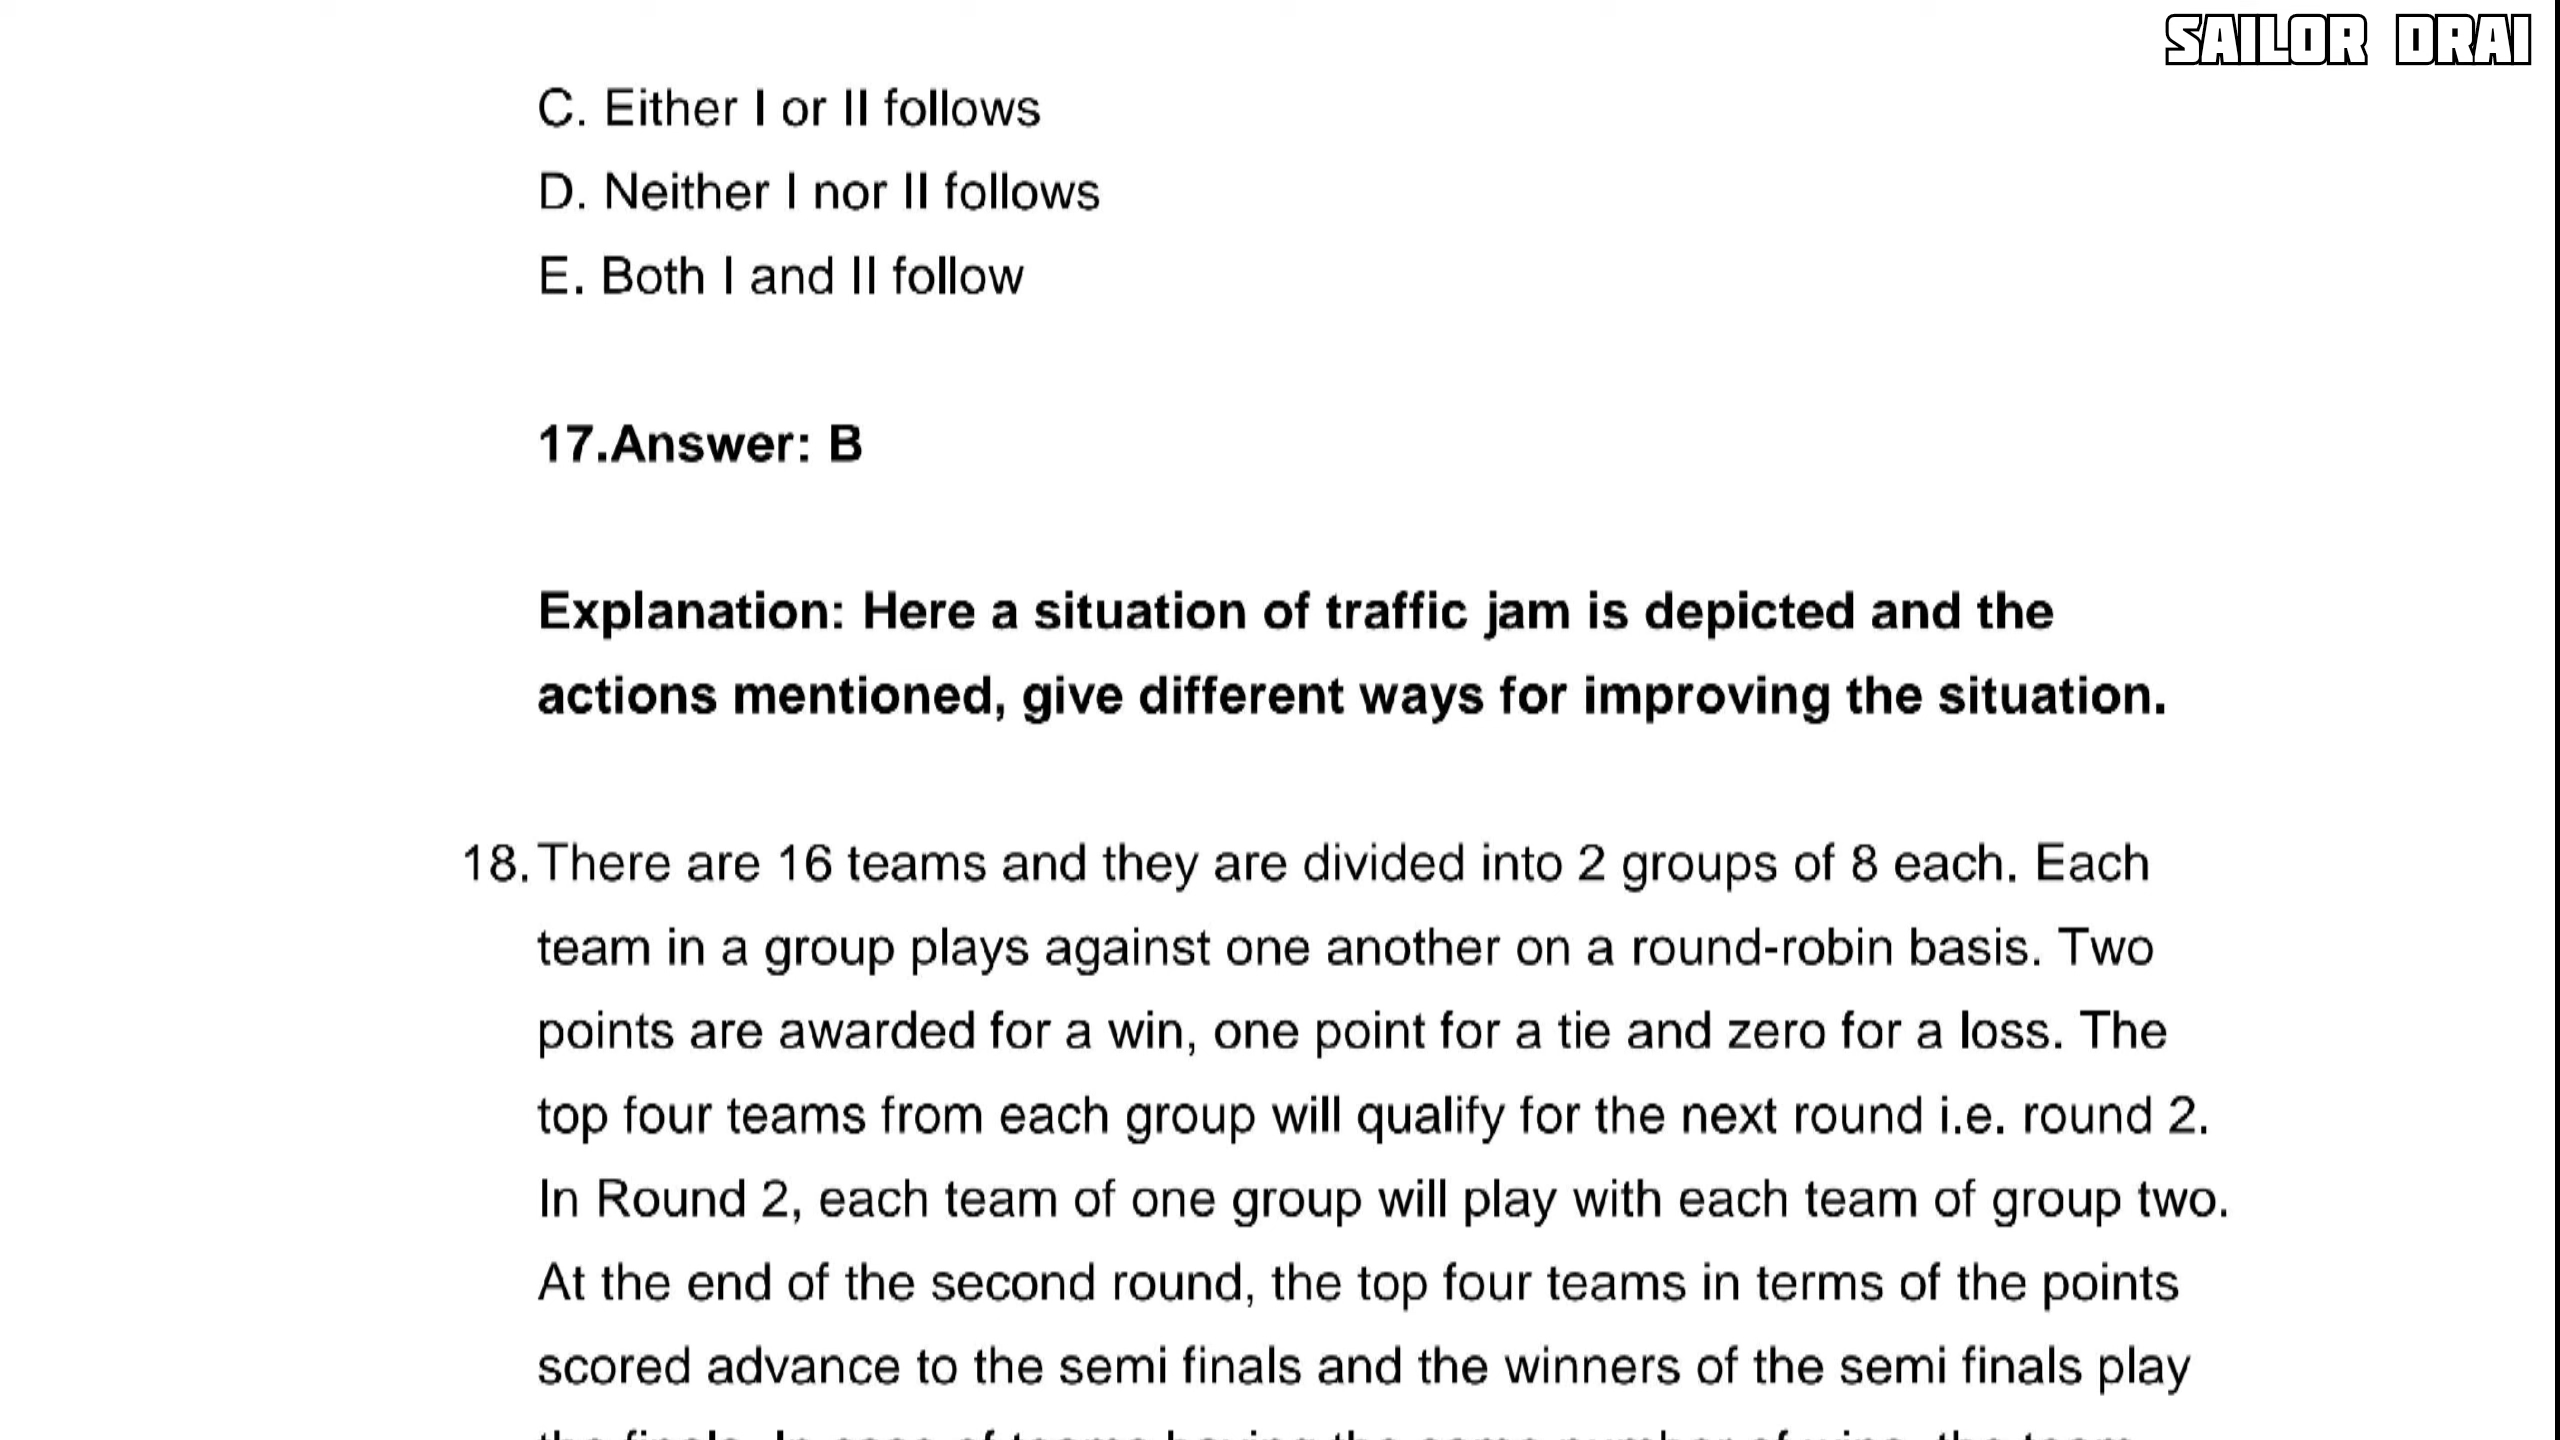 SAILOR DRAI
C. Either I or II follows
D. Neither I nor II follows
E. Both I and II follow
17.Answer: B
Explanation: Here a situation of traffic jam is depicted and the
actions mentioned, give different ways for improving the situation.
18. There are 16 teams and they are divided into 2 groups of 8 each. Each
team in a group plays against one another on a round-robin basis. Two
points are awarded for a win, one point for a tie and zero for a loss. The
top four teams from each group will qualify for the next round i.e. round 2.
In Round 2, each team of one group will play with each team of group two.
At the end of the second round, the top four teams in terms of the points
scored advance to the semi finals and the winners of the semi finals play